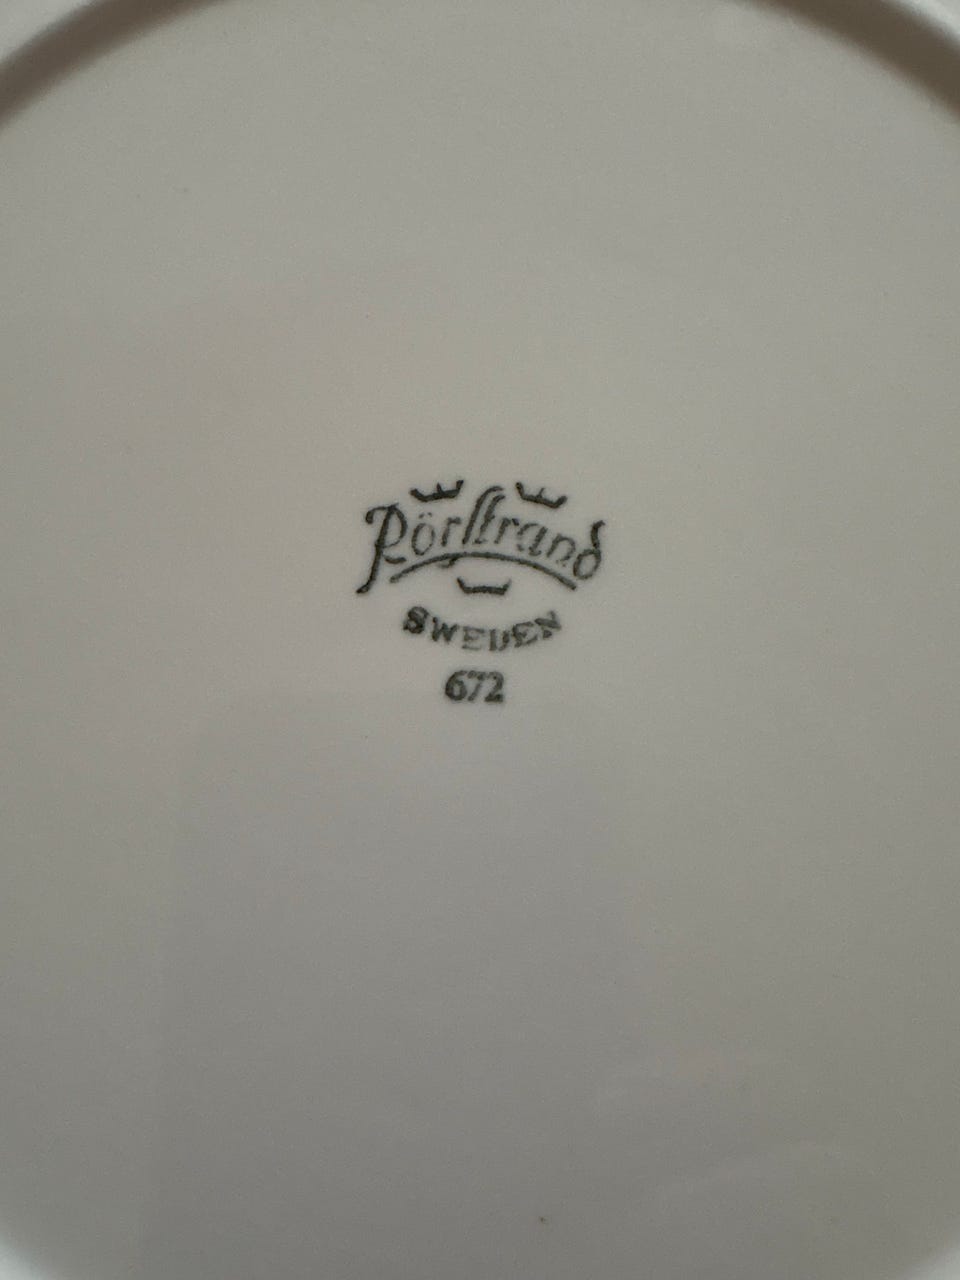 Rörstrand
SWEDEN
672